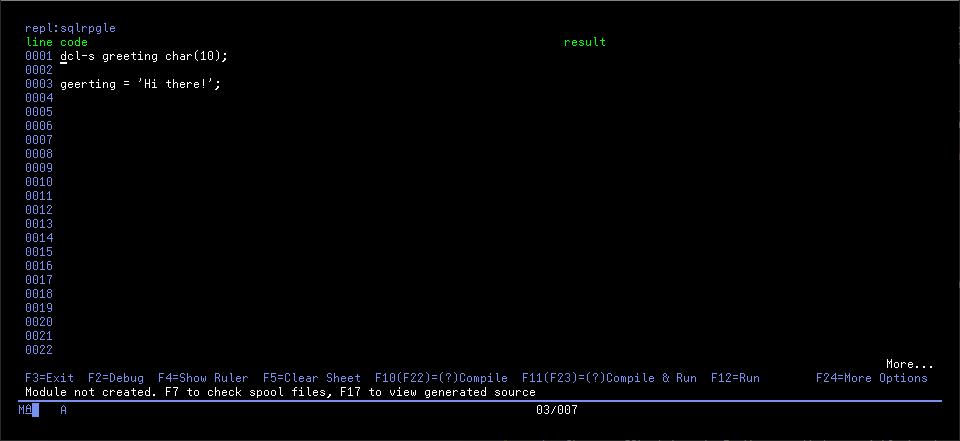 repl:sqlrpgle
line code result
0001 dcl-s greeting char(10);
0002
0003 geerting = 'Hi there!';
0004
0005
0006
0007
0008
0009
0010
0011
0012
0013
0014
0015
0016
0017
0018
0019
0020
0021
0022
More...
F3=Exit F2=Debug F4=Show Ruler F5=Clear Sheet F10(F22)=(?)Compile F11(F23)=(?)Compile & Run F12=Run F24=More Options
Module not created. F7 to check spool files, F17 to view generated source
MA A 03/007